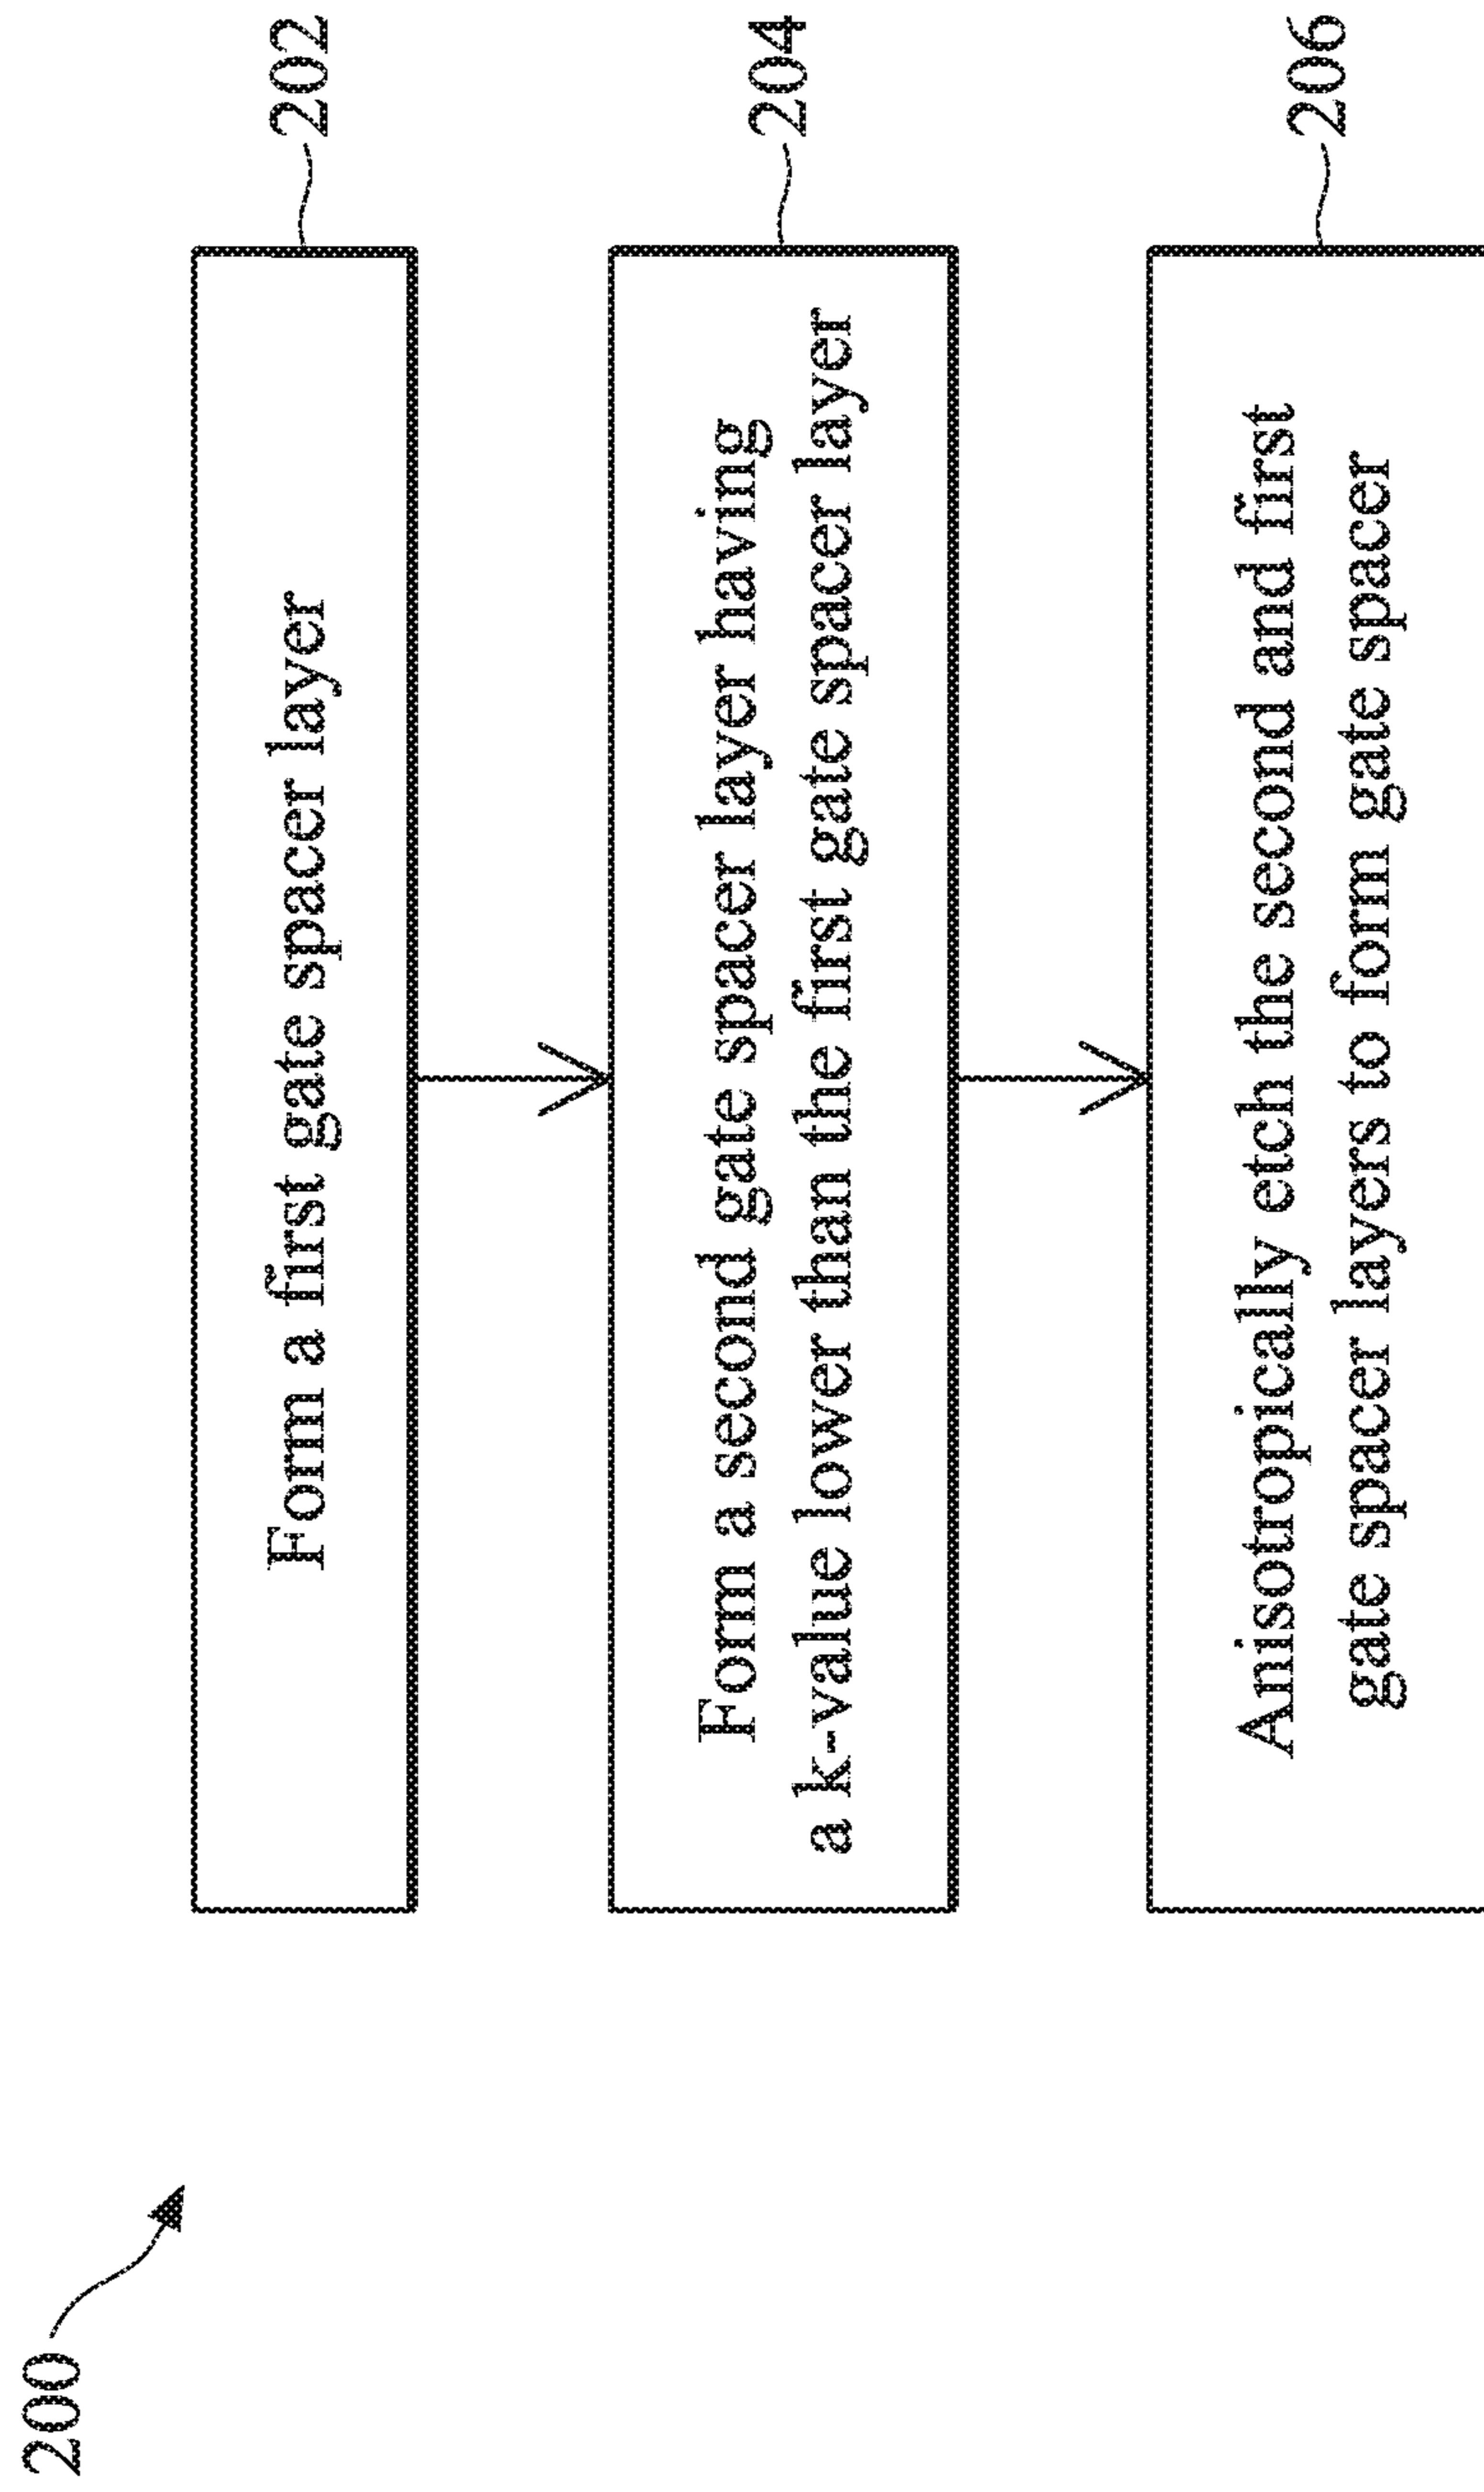 200
Form a first gate spacer layer
202
Form a second gate spacer layer having
a k-value lower than the first gate spacer layer
204
Anisotropically etch the second and first
gate spacer layers to form gate spacer
206